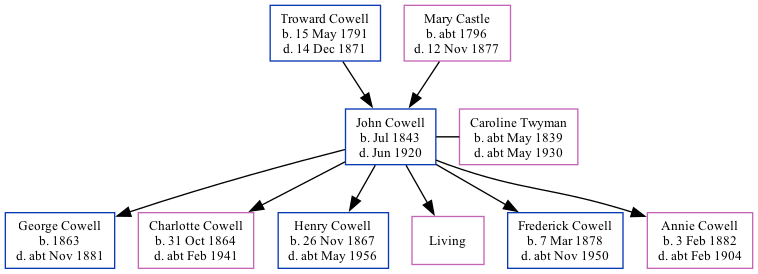 Troward Cowell
b. 15 May 1791
d. 14 Dec 1871
Mary Castle
b. abt 1796
d. 12 Nov 1877
John Cowell
b. Jul 1843
d. Jun 1920
Caroline Twyman
b. abt May 1839
d. abt May 1930
George Cowell
b. 1863
d. abt Nov 1881
Charlotte Cowell
b. 31 Oct 1864
d. abt Feb 1941
Henry Cowell
b. 26 Nov 1867
d. abt May 1956
Living
Frederick Cowell
b. 7 Mar 1878
d. abt Nov 1950
Annie Cowell
b. 3 Feb 1882
d. abt Feb 1904